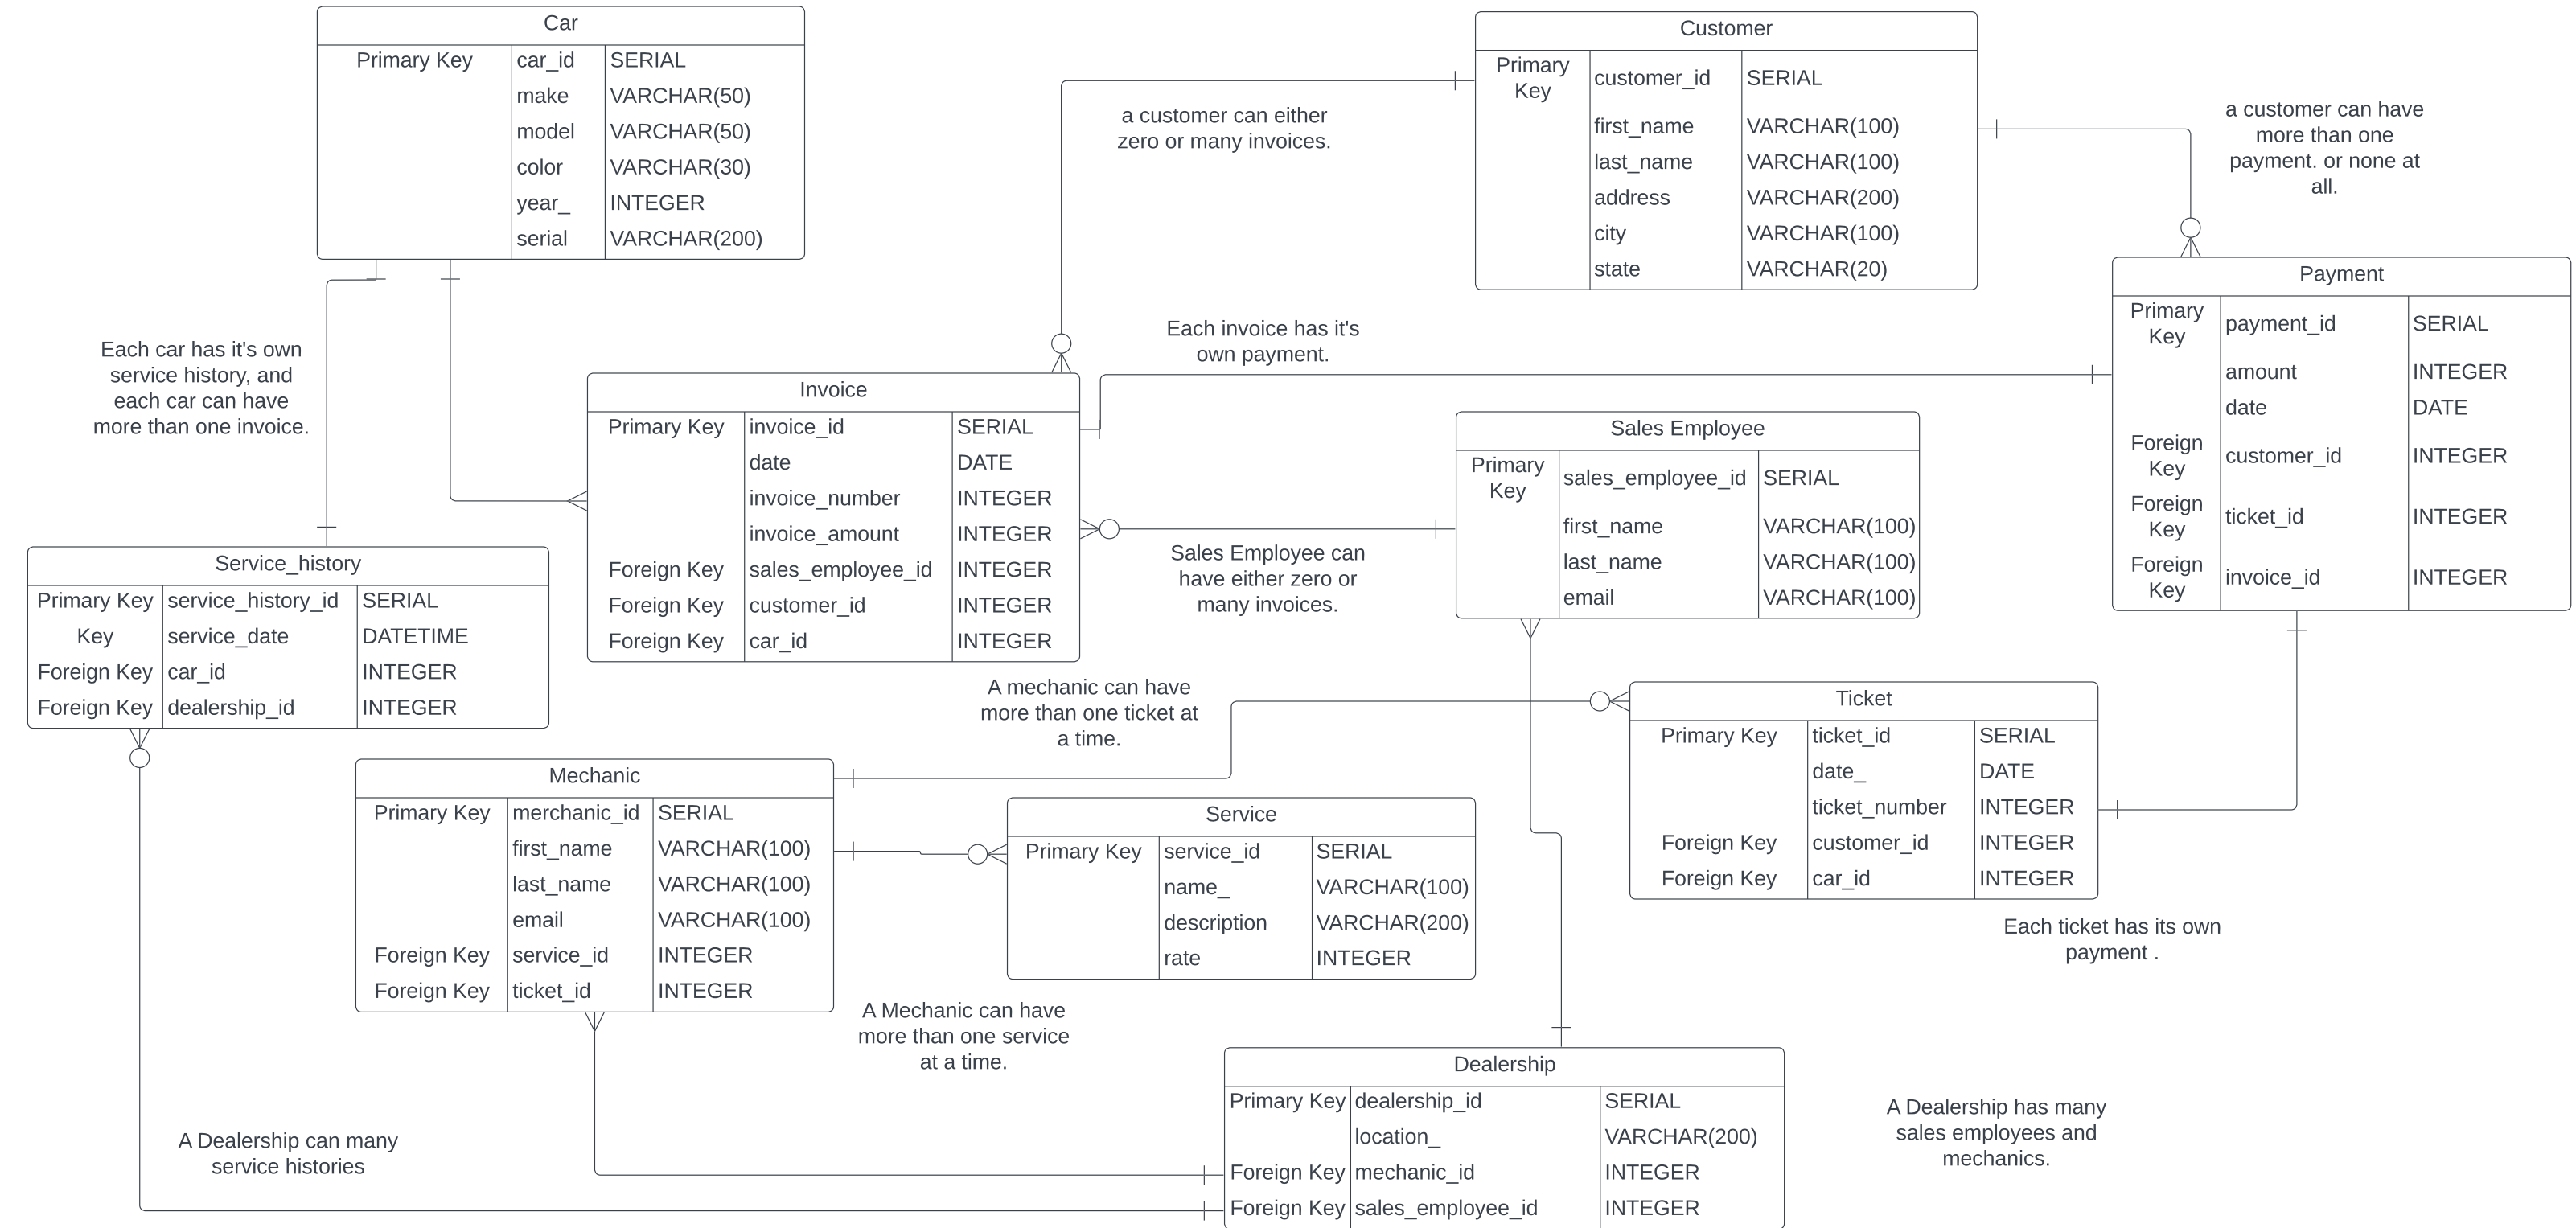 Car
Primary Key car_id SERIAL
make VARCHAR(50)
model VARCHAR(50)
color VARCHAR(30)
year_ INTEGER
serial VARCHAR(200)
Customer
Primary
Key
customer_id SERIAL
first_name VARCHAR(100)
last_name VARCHAR(100)
address VARCHAR(200)
city VARCHAR(100)
state VARCHAR(20)
a customer can either
zero or many invoices.
a customer can have
more than one
payment. or none at
all.
Payment
Primary
Key
payment_id SERIAL
amount INTEGER
date DATE
Foreign
Key
customer_id INTEGER
Foreign
Key
ticket_id INTEGER
Foreign
Key
invoice_id INTEGER
Each invoice has it's
own payment.
Each car has it's own
service history, and
each car can have
more than one invoice.
Invoice
Primary Key invoice_id SERIAL
date DATE
invoice_number INTEGER
invoice_amount INTEGER
Foreign Key sales_employee_id INTEGER
Foreign Key customer_id INTEGER
Foreign Key car_id INTEGER
Sales Employee
Primary
Key
sales_employee_id SERIAL
first_name VARCHAR(100)
last_name VARCHAR(100)
email VARCHAR(100)
Sales Employee can
have either zero or
many invoices.
Service_history
Primary Key service_history_id SERIAL
Key service_date DATETIME
Foreign Key car_id INTEGER
Foreign Key dealership_id INTEGER
A mechanic can have
more than one ticket at
a time.
Ticket
Primary Key ticket_id SERIAL
date_ DATE
ticket_number INTEGER
Foreign Key customer_id INTEGER
Foreign Key car_id INTEGER
Each ticket has its own
payment .
Mechanic
Primary Key merchanic_id SERIAL
first_name VARCHAR(100)
last_name VARCHAR(100)
email VARCHAR(100)
Foreign Key service_id INTEGER
Foreign Key ticket_id INTEGER
Service
Primary Key service_id SERIAL
name_ VARCHAR(100)
description VARCHAR(200)
rate INTEGER
A Mechanic can have
more than one service
at a time.
Dealership
Primary Key dealership_id SERIAL
location_ VARCHAR(200)
Foreign Key mechanic_id INTEGER
Foreign Key sales_employee_id INTEGER
A Dealership can many
service histories
A Dealership has many
sales employees and
mechanics.